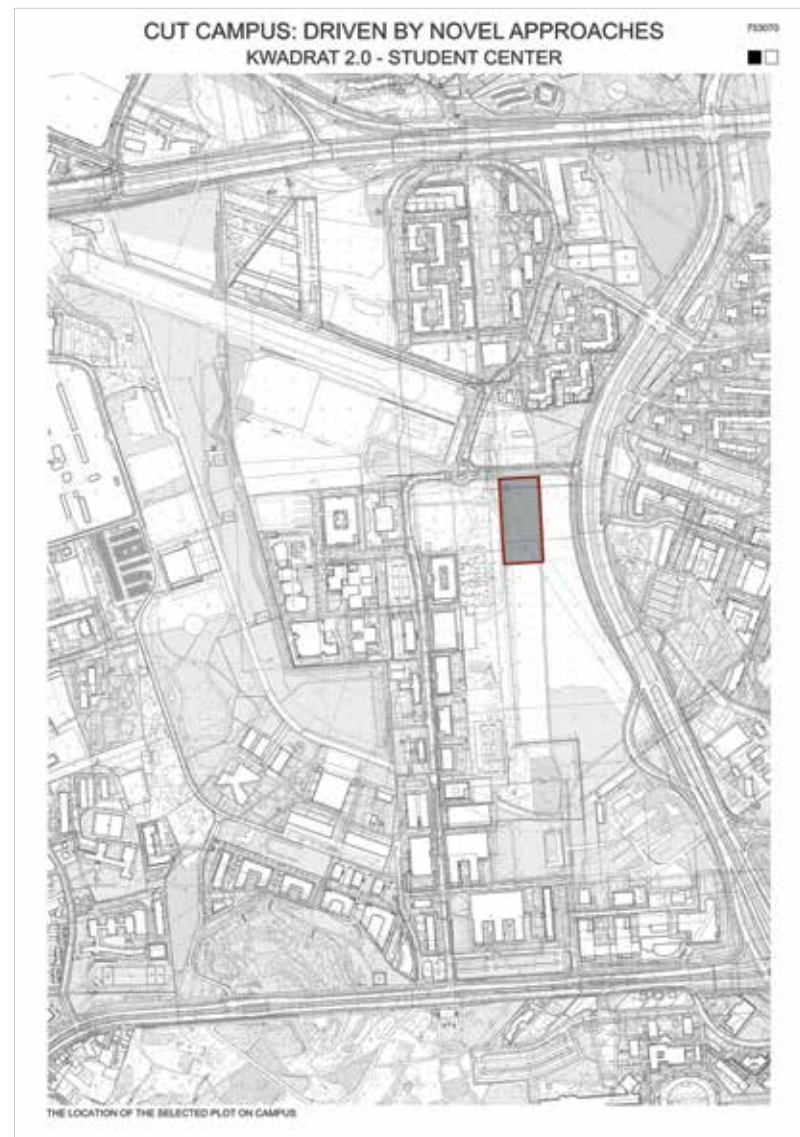 CUT CAMPUS: DRIVEN BY NOVEL APPROACHES
753070
KWADRAT 2.0 - STUDENT CENTER
THE LOCATION OF THE SELECTED PLOT ON CAMPUS